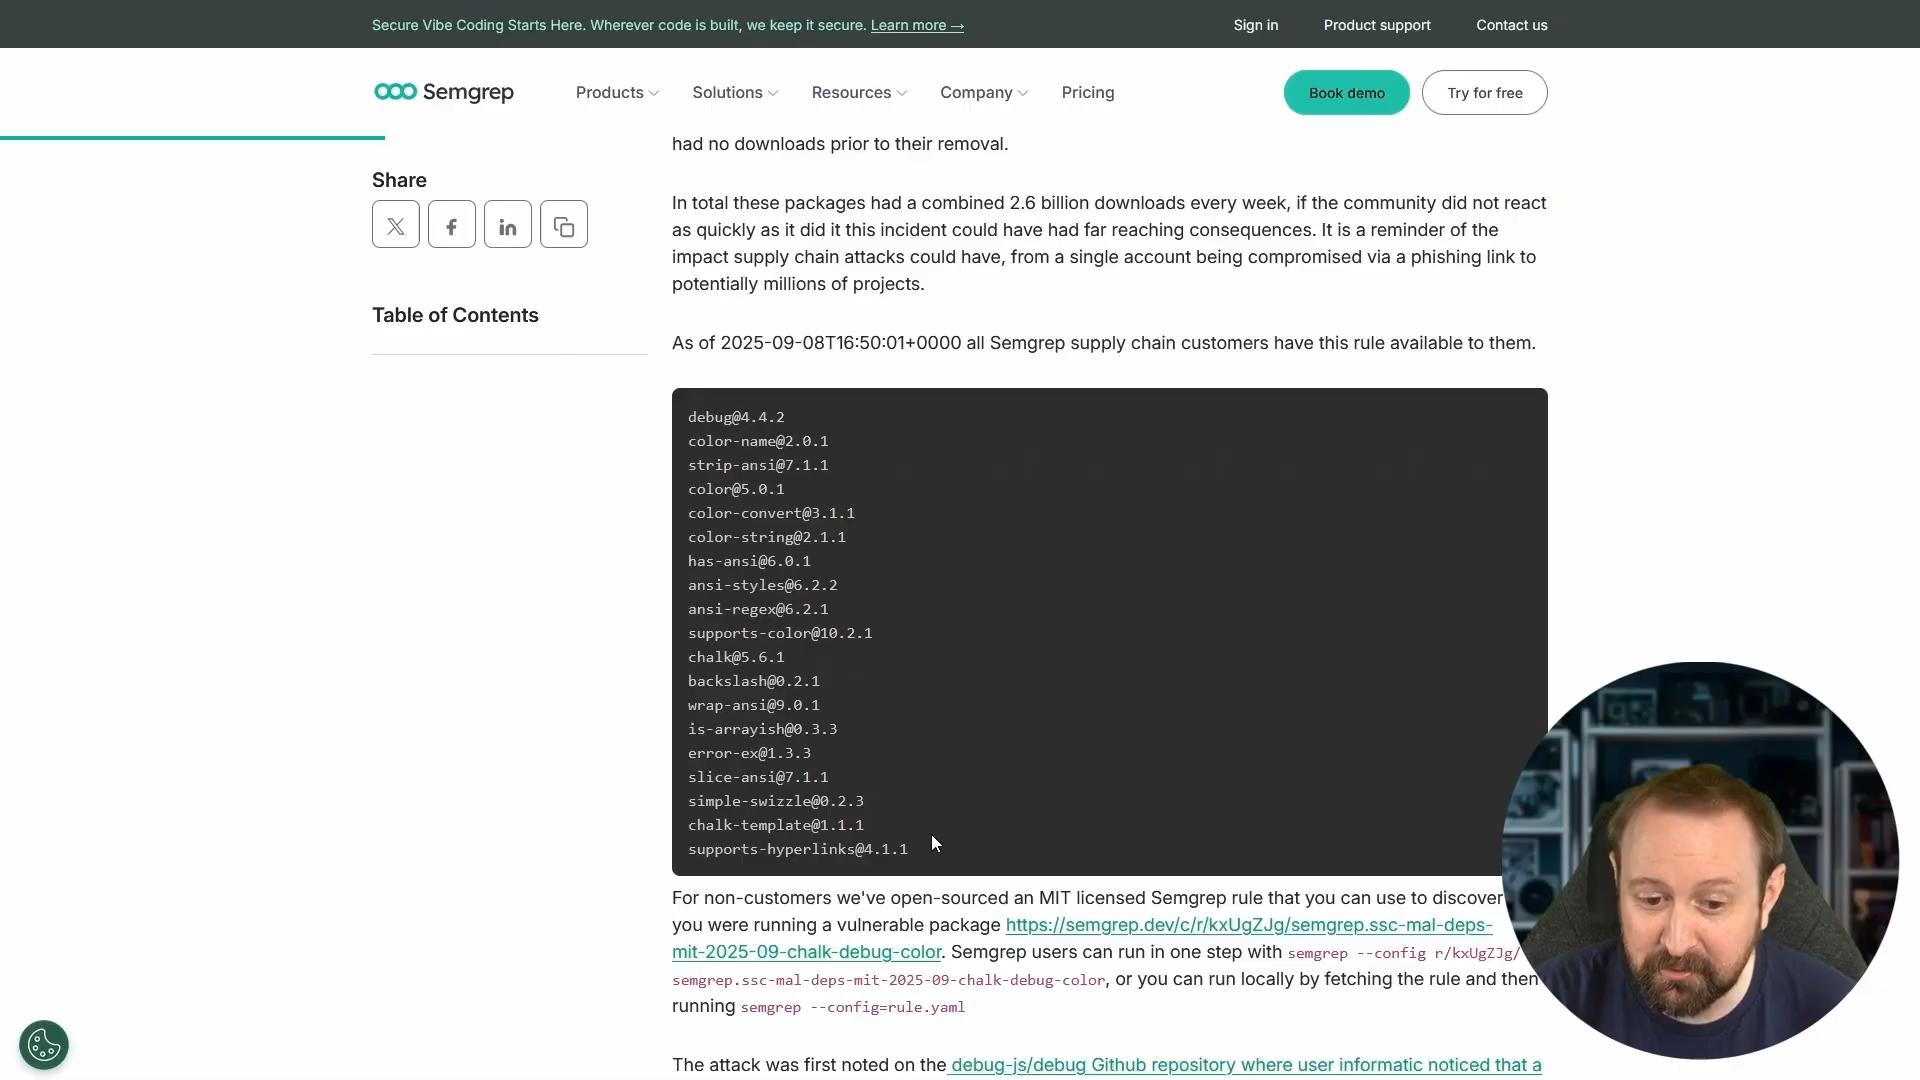 Secure Vibe Coding Starts Here. Wherever code is built, we keep it secure. Learn more →
Sign in
Product support
Contact us
Semgrep
Products
Solutions
Resources
Company
Pricing
Book demo
Try for free
Share
Table of Contents
had no downloads prior to their removal.
In total these packages had a combined 2.6 billion downloads every week, if the community did not react
as quickly as it did it this incident could have had far reaching consequences. It is a reminder of the
impact supply chain attacks could have, from a single account being compromised via a phishing link to
potentially millions of projects.
As of 2025-09-08T16:50:01+0000 all Semgrep supply chain customers have this rule available to them.
debug@4.4.2
color-name@2.0.1
strip-ansi@7.1.1
color@5.0.1
color-convert@3.1.1
color-string@2.1.1
has-ansi@6.0.1
ansi-styles@6.2.2
ansi-regex@6.2.1
supports-color@10.2.1
chalk@5.6.1
backslash@0.2.1
wrap-ansi@9.0.1
is-arrayish@0.3.3
error-ex@1.3.3
slice-ansi@7.1.1
simple-swizzle@0.2.3
chalk-template@1.1.1
supports-hyperlinks@4.1.1
For non-customers we've open-sourced an MIT licensed Semgrep rule that you can use to discover
you were running a vulnerable package https://semgrep.dev/c/r/kxUgZJg/semgrep.ssc-mal-deps-
mit-2025-09-chalk-debug-color. Semgrep users can run in one step with semgrep --config r/kxUgZJg/
semgrep.ssc-mal-deps-mit-2025-09-chalk-debug-color, or you can run locally by fetching the rule and then
running semgrep --config=rule.yaml
The attack was first noted on the debug-js/debug Github repository where user informatic noticed that a